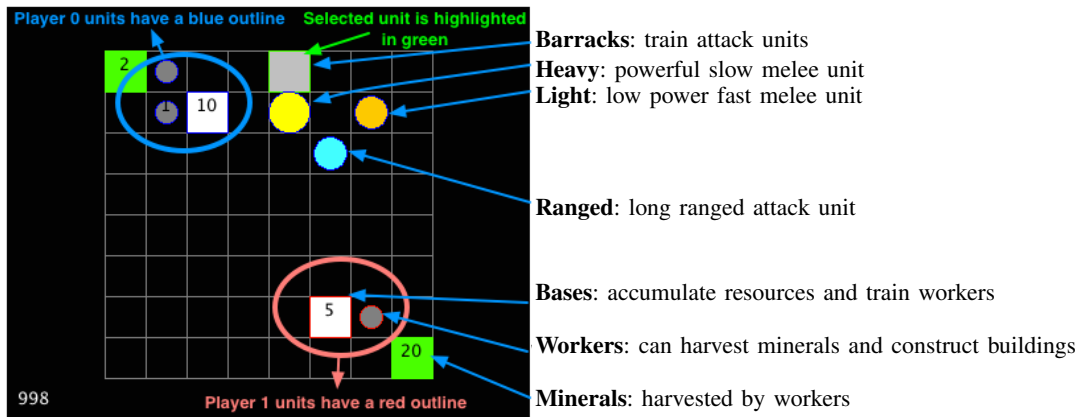 Player 0 units have a blue outline
Selected unit is highlighted
in green
2
1
10
5
20
998
Player 1 units have a red outline
Barracks: train attack units
Heavy: powerful slow melee unit
Light: low power fast melee unit
Ranged: long ranged attack unit
Bases: accumulate resources and train workers
Workers: can harvest minerals and construct buildings
Minerals: harvested by workers